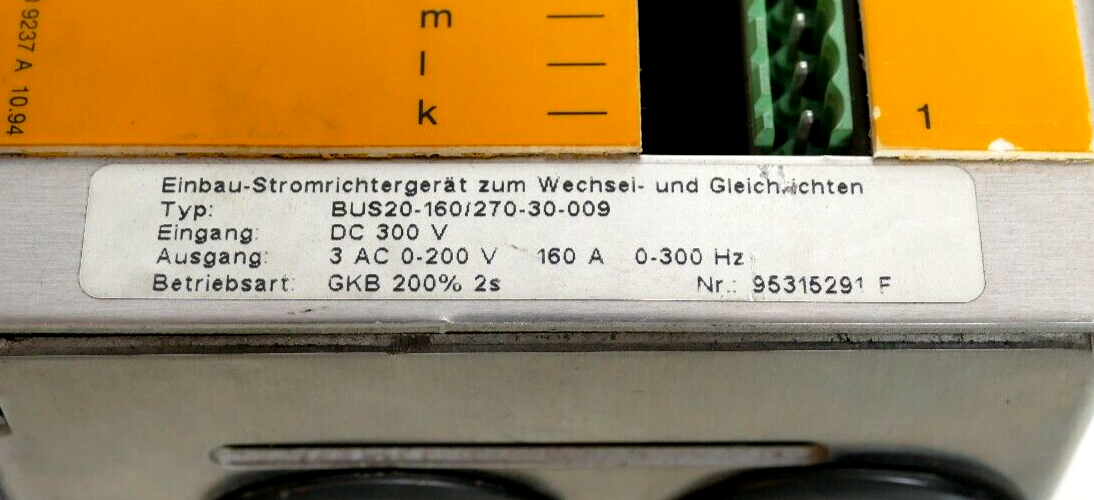 9237 A 10.94
m
l
k
1
Einbau-Stromrichtergerät zum Wechsel- und Gleichrichten
Typ: BUS20-160/270-30-009
Eingang: DC 300 V
Ausgang: 3 AC 0-200 V 160 A 0-300 Hz
Betriebsart: GKB 200% 2s Nr.: 95315291 F